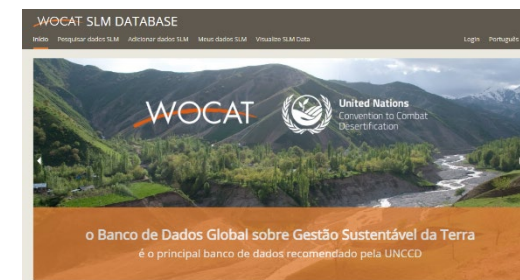 WOCAT SLM DATABASE
Início Pesquisar dados SLM Adicionar dados SLM Meus dados SLM Visualize SLM Data Login Português
WOCAT
United Nations
Convention to Combat
Desertification
o Banco de Dados Global sobre Gestão Sustentável da Terra
é o principal banco de dados recomendado pela UNCCD